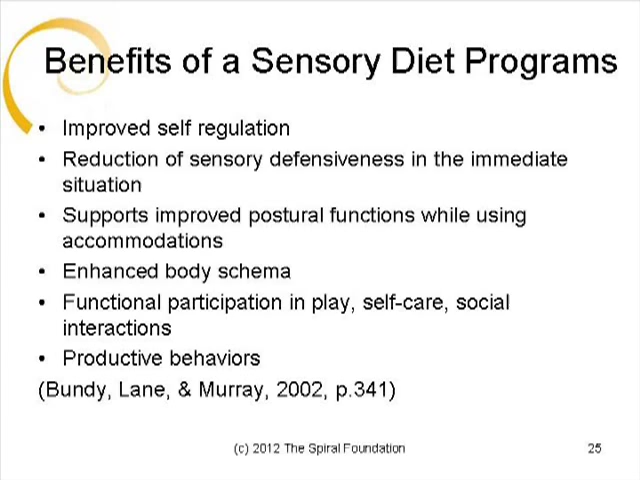 Benefits of a Sensory Diet Programs
• Improved self regulation
• Reduction of sensory defensiveness in the immediate
situation
• Supports improved postural functions while using
accommodations
• Enhanced body schema
• Functional participation in play, self-care, social
interactions
• Productive behaviors
(Bundy, Lane, & Murray, 2002, p.341)
(c) 2012 The Spiral Foundation 25